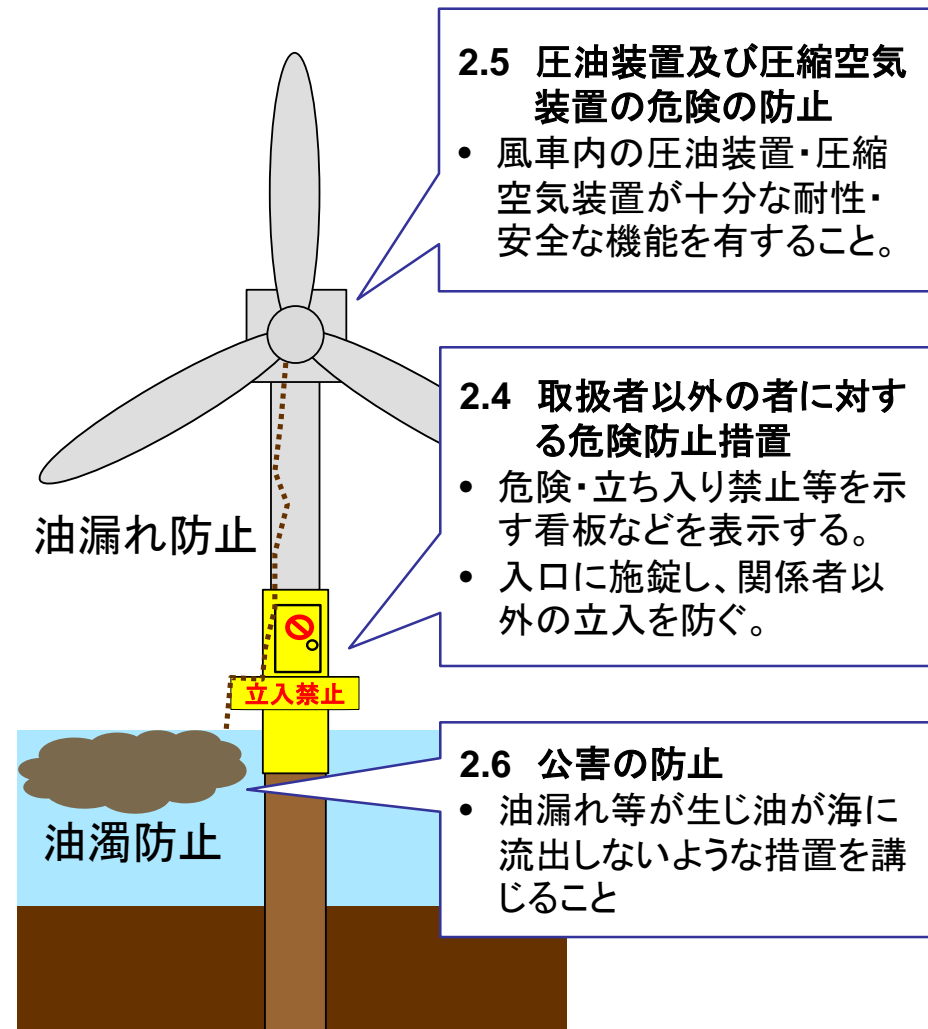 2.5 圧油装置及び圧縮空気
装置の危険の防止
• 風車内の圧油装置・圧縮
空気装置が十分な耐性・
安全な機能を有すること。
2.4 取扱者以外の者に対す
る危険防止措置
• 危険・立ち入り禁止等を示
す看板などを表示する。
• 入口に施錠し、関係者以
外の立入を防ぐ。
油漏れ防止
立入禁止
2.6 公害の防止
• 油漏れ等が生じ油が海に
流出しないような措置を講
じること
油濁防止